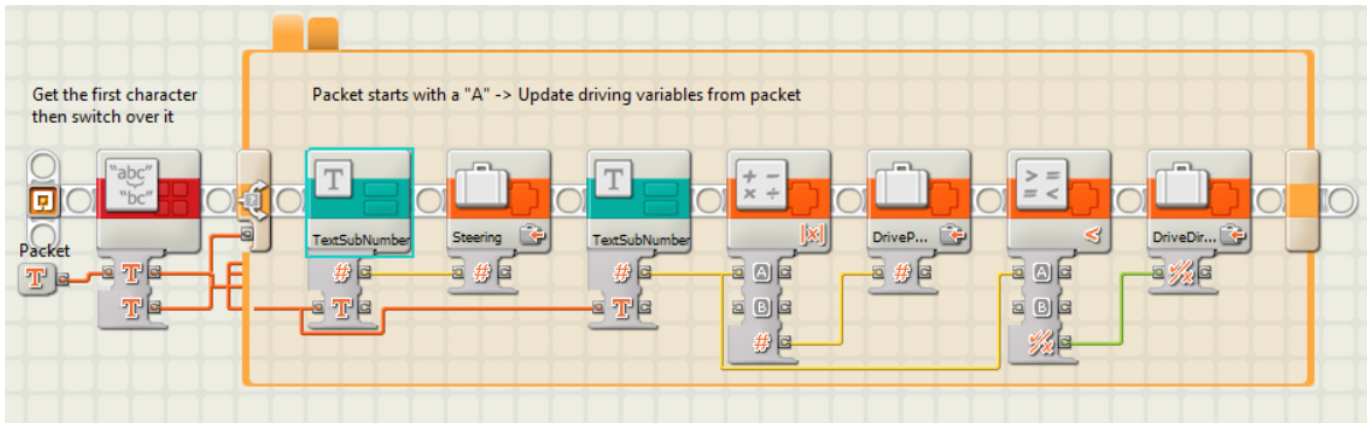 Get the first character
then switch over it
Packet starts with a "A" -> Update driving variables from packet
"abc"
"bc"
T
T
+ -
× ÷
> =
= <
TextSubNumber
Steering
TextSubNumber
|x|
DriveP...
<
DriveDir...
Packet
T
T
#
#
#
A
#
A
T
T
T
B
B
#